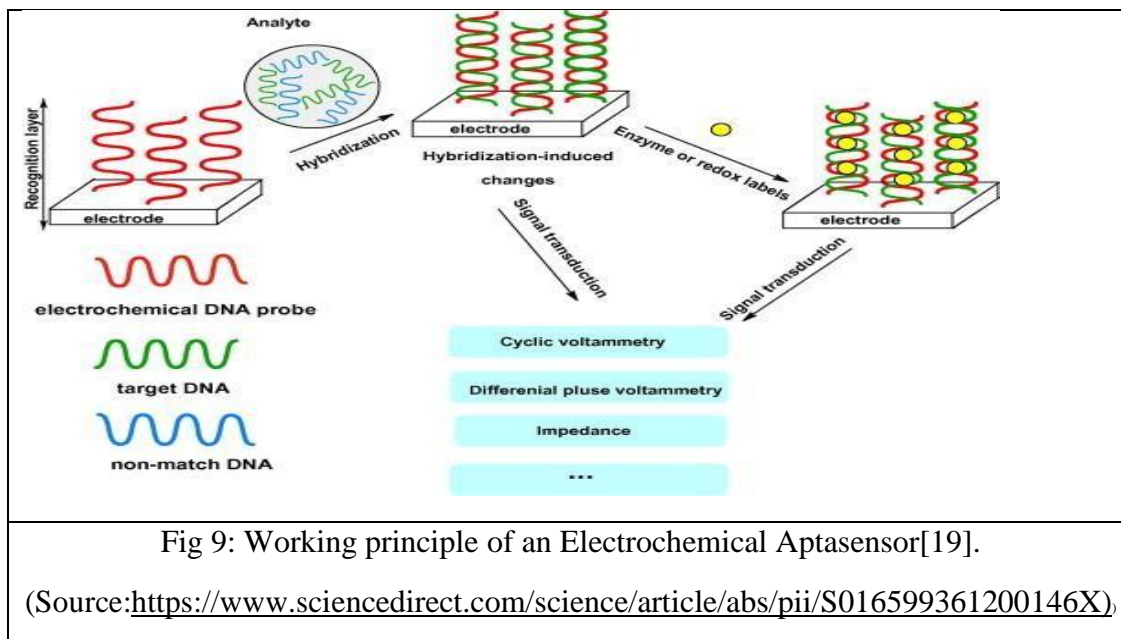 Analyte
Recognition layer
electrode
Hybridization
electrode
Hybridization-induced
changes
Enzyme or redox labels
electrode
Signal transduction
Signal transduction
electrochemical DNA probe
target DNA
non-match DNA
Cyclic voltammetry
Differenial pluse voltammetry
Impedance
...
Fig 9: Working principle of an Electrochemical Aptasensor[19].
(Source:https://www.sciencedirect.com/science/article/abs/pii/S016599361200146X))